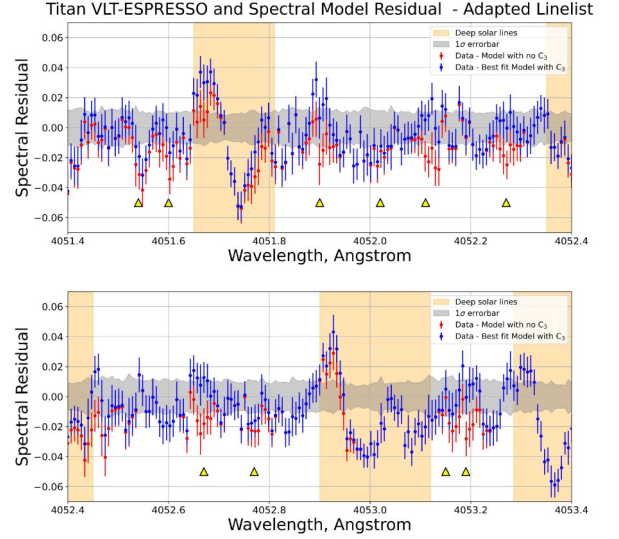 Titan VLT-ESPRESSO and Spectral Model Residual - Adapted Linelist
Deep solar lines
1σ errorbar
Data - Model with no C₃
Data - Best fit Model with C₃
Spectral Residual
0.06
0.04
0.02
0.00
−0.02
−0.04
−0.06
4051.4
4051.6
4051.8
4052.0
4052.2
4052.4
Wavelength, Angstrom
Deep solar lines
1σ errorbar
Data - Model with no C₃
Data - Best fit Model with C₃
Spectral Residual
0.06
0.04
0.02
0.00
−0.02
−0.04
−0.06
4052.4
4052.6
4052.8
4053.0
4053.2
4053.4
Wavelength, Angstrom